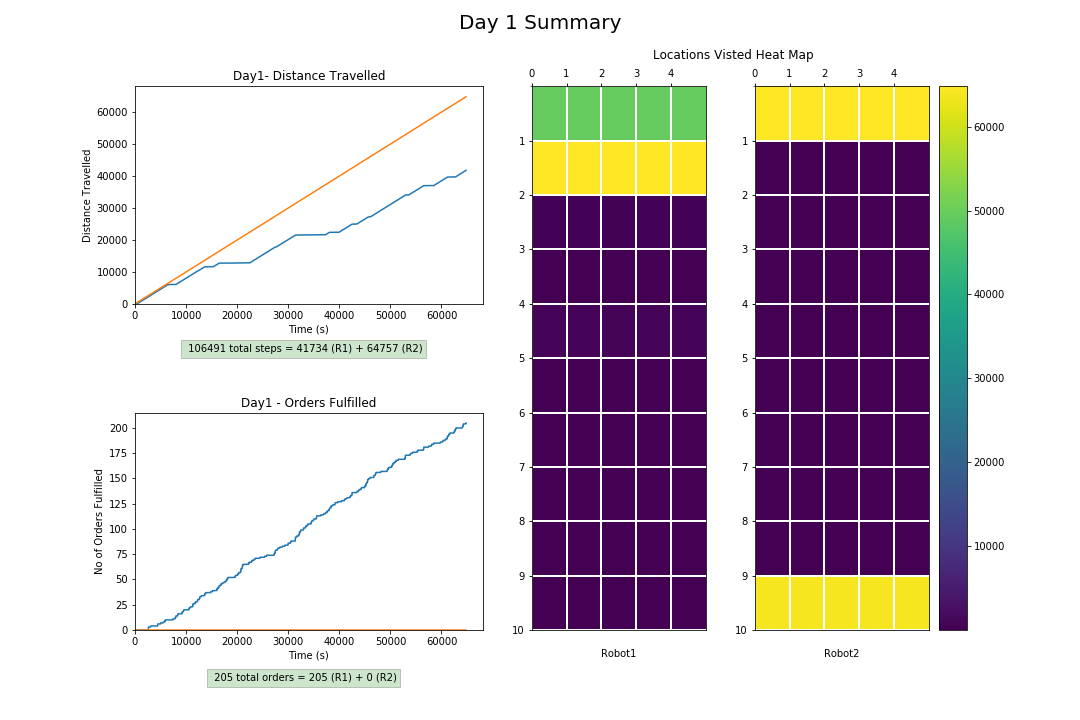 Day 1 Summary
Day1- Distance Travelled
60000
50000
40000
30000
20000
10000
0
Distance Travelled
0 10000 20000 30000 40000 50000 60000
Time (s)
106491 total steps = 41734 (R1) + 64757 (R2)
Day1 - Orders Fulfilled
200
175
150
125
100
75
50
25
0
No of Orders Fulfilled
0 10000 20000 30000 40000 50000 60000
Time (s)
205 total orders = 205 (R1) + 0 (R2)
Locations Visted Heat Map
0 1 2 3 4
1
2
3
4
5
6
7
8
9
10
Robot1
0 1 2 3 4
1
2
3
4
5
6
7
8
9
10
Robot2
60000
50000
40000
30000
20000
10000